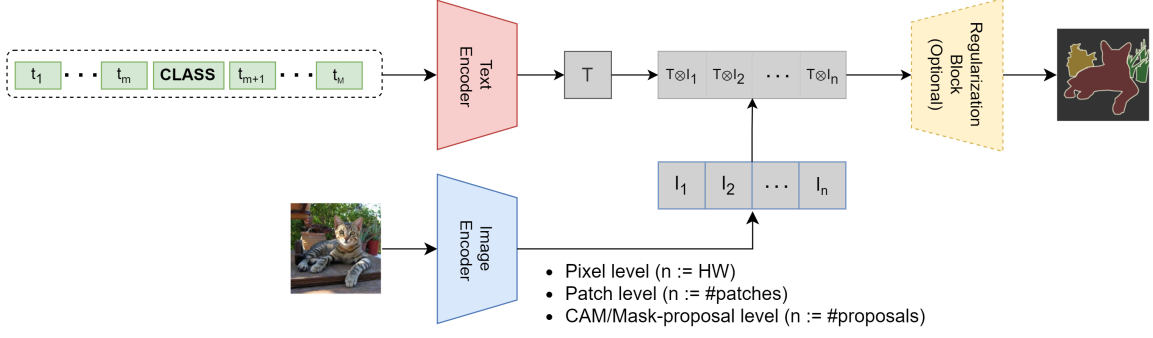 t₁ ··· tₘ CLASS tₘ₊₁ ··· t_M
Text
Encoder
T
T⊗I₁ T⊗I₂ ··· T⊗Iₙ
Regularization
Block
(Optional)
I₁ I₂ ··· Iₙ
Image
Encoder
• Pixel level (n := HW)
• Patch level (n := #patches)
• CAM/Mask-proposal level (n := #proposals)